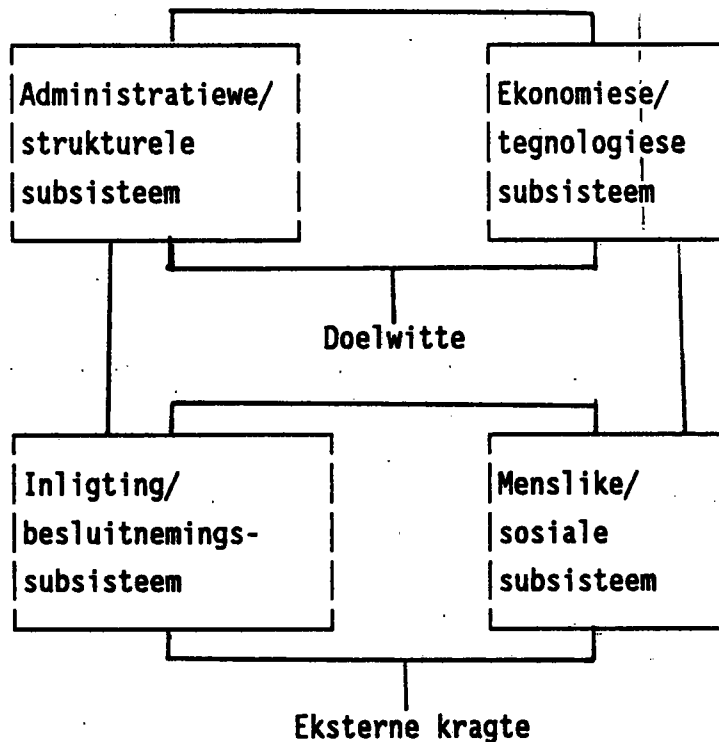 Administratiewe/
strukturele
subsisteem
Ekonomiese/
tegnologiese
subsisteem
Doelwitte
Inligting/
besluitnemings-
subsisteem
Menslike/
sosiale
subsisteem
Eksterne kragte